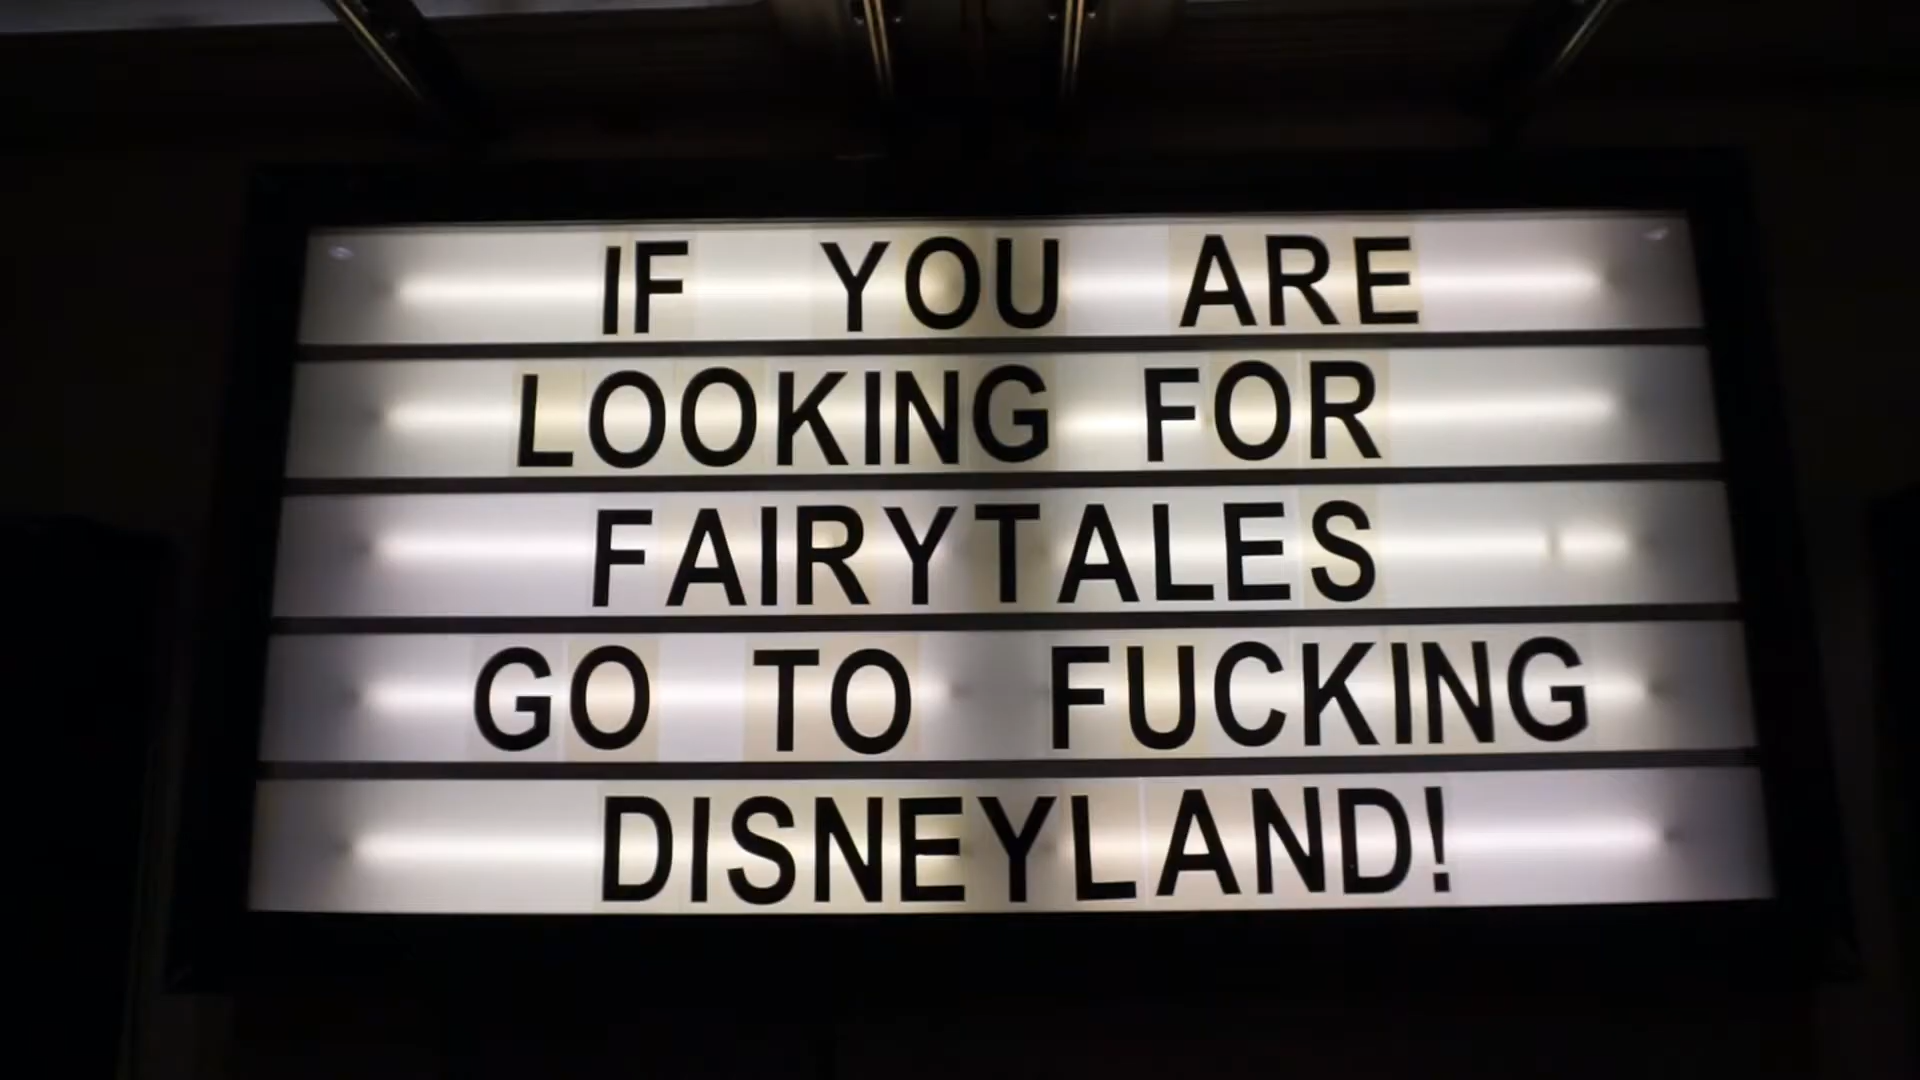 IF YOU ARE
LOOKING FOR
FAIRYTALES
GO TO FUCKING
DISNEYLAND!